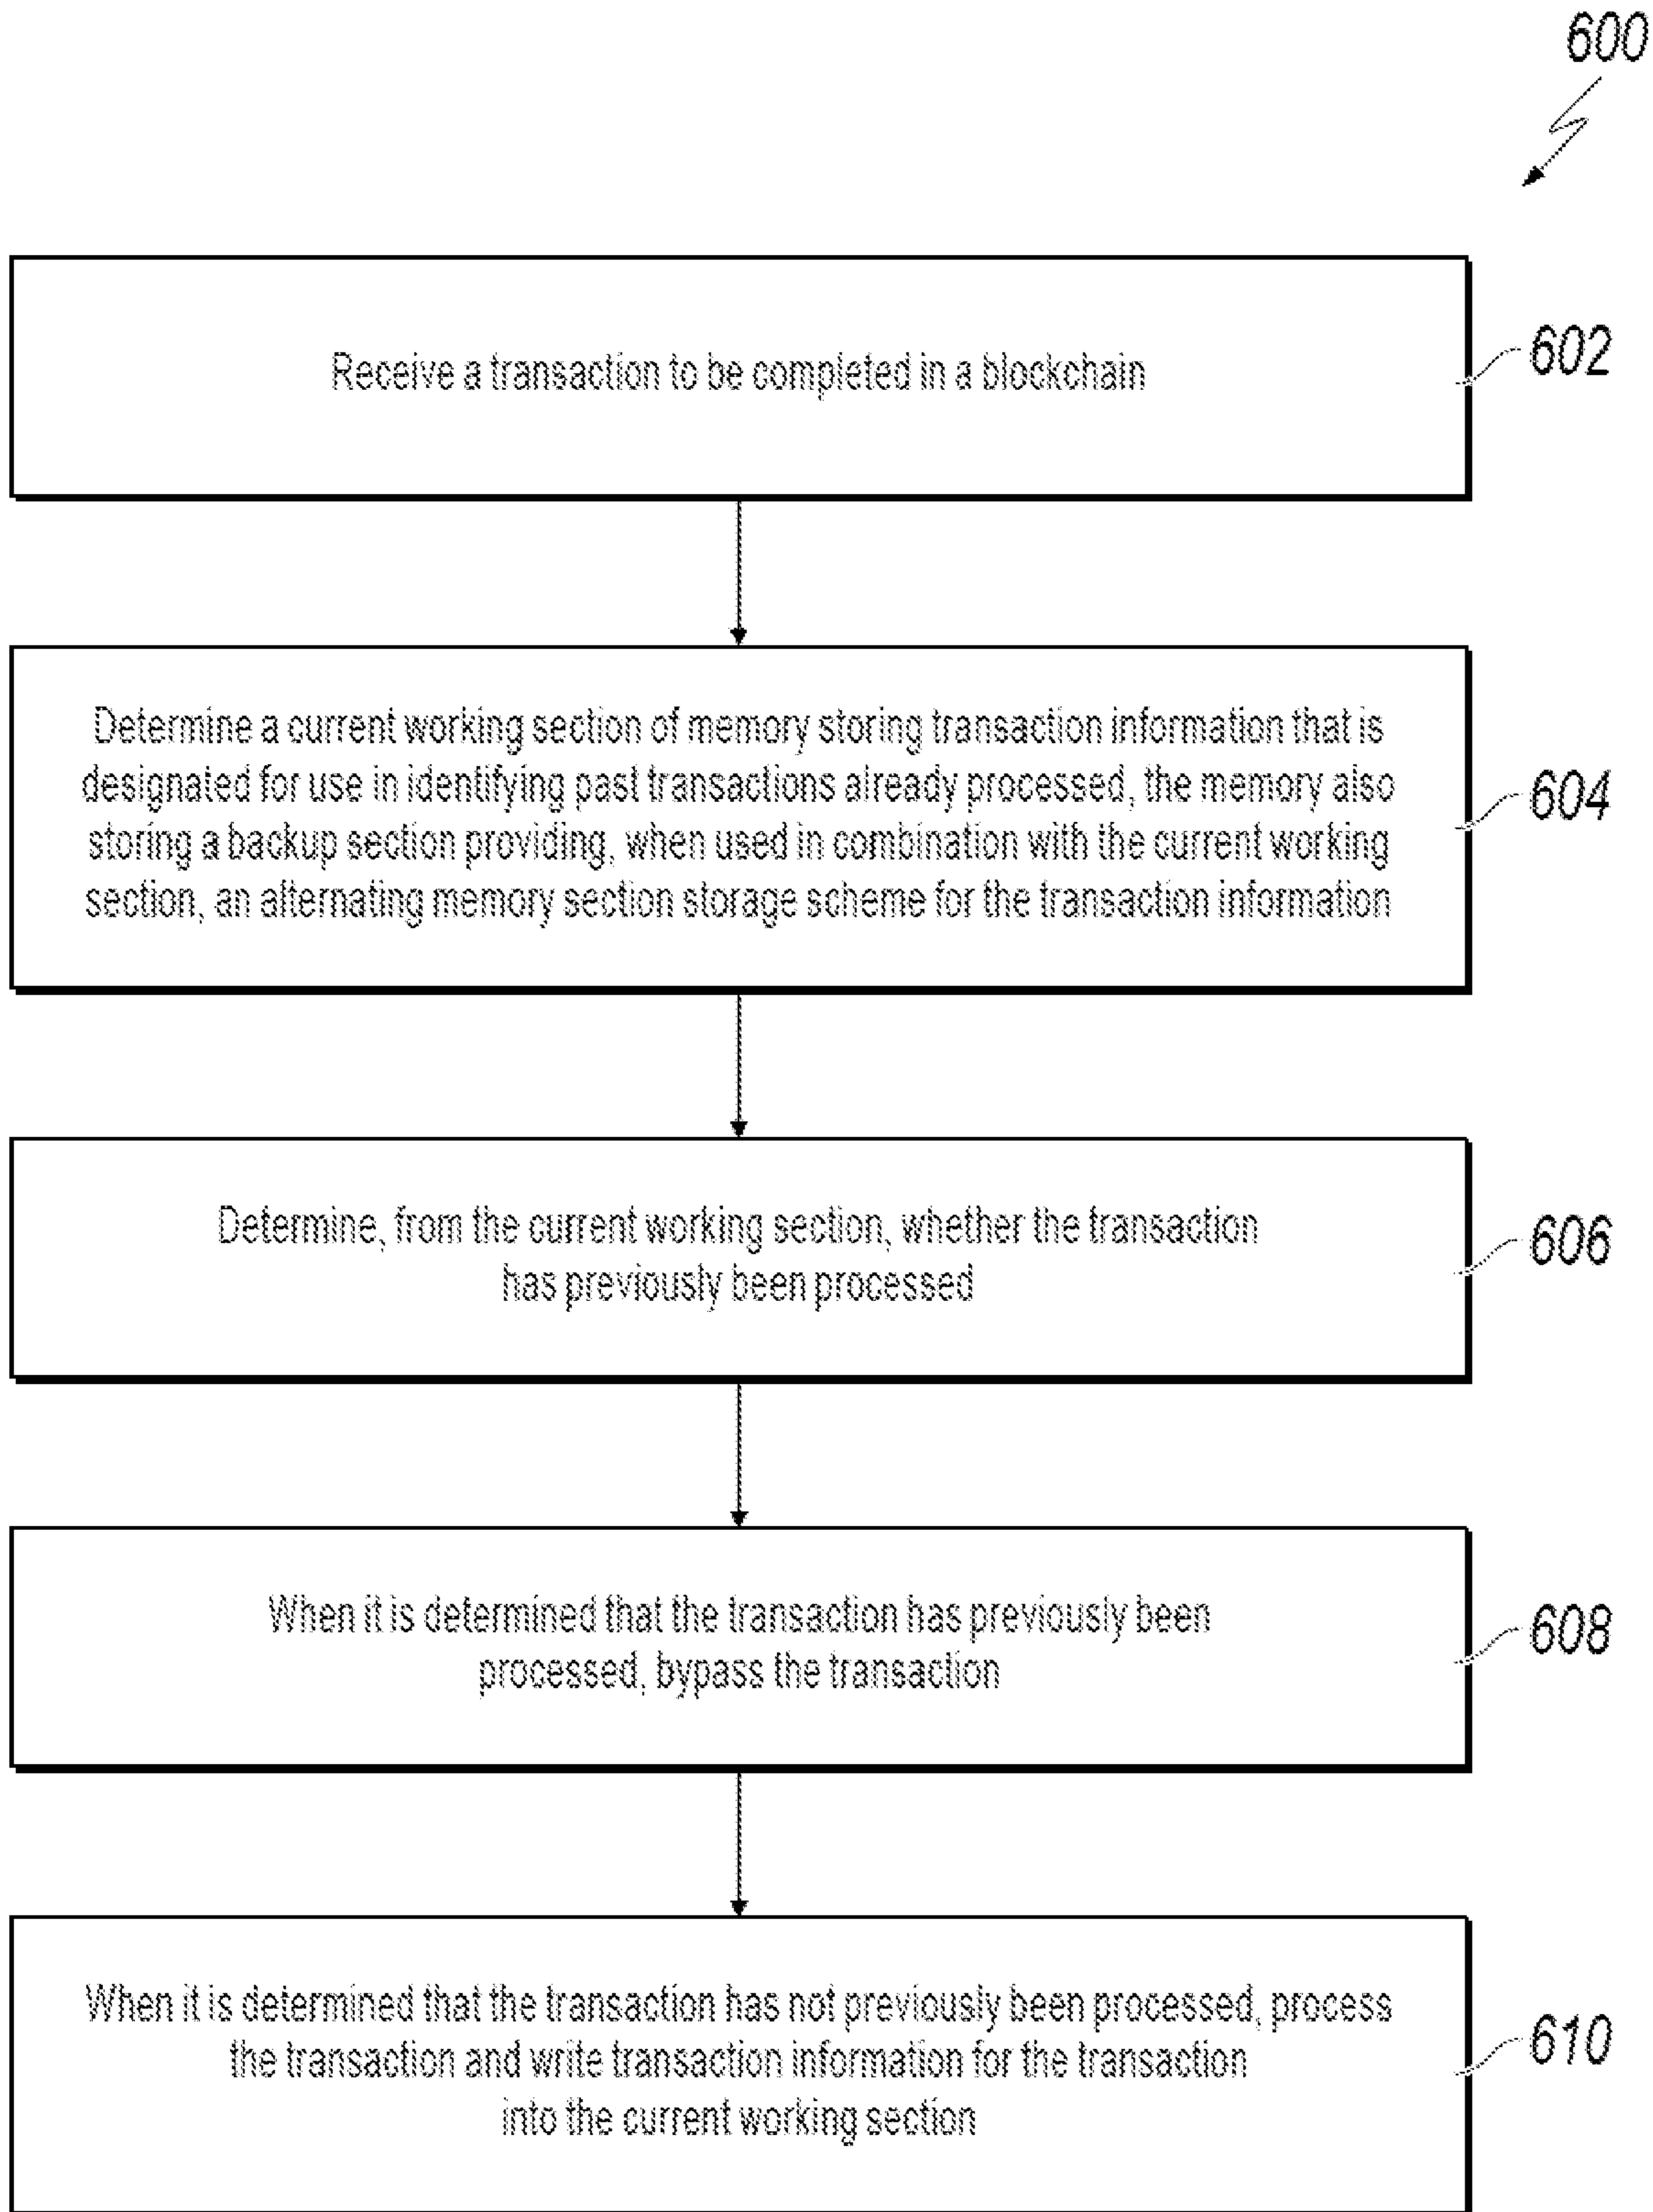 600
Receive a transaction to be completed in a blockchain
602
Determine a current working section of memory storing transaction information that is
designated for use in identifying past transactions already processed, the memory also
storing a backup section providing, when used in combination with the current working
section, an alternating memory section storage scheme for the transaction information
604
Determine, from the current working section, whether the transaction
has previously been processed
606
When it is determined that the transaction has previously been
processed, bypass the transaction
608
When it is determined that the transaction has not previously been processed, process
the transaction and write transaction information for the transaction
into the current working section
610